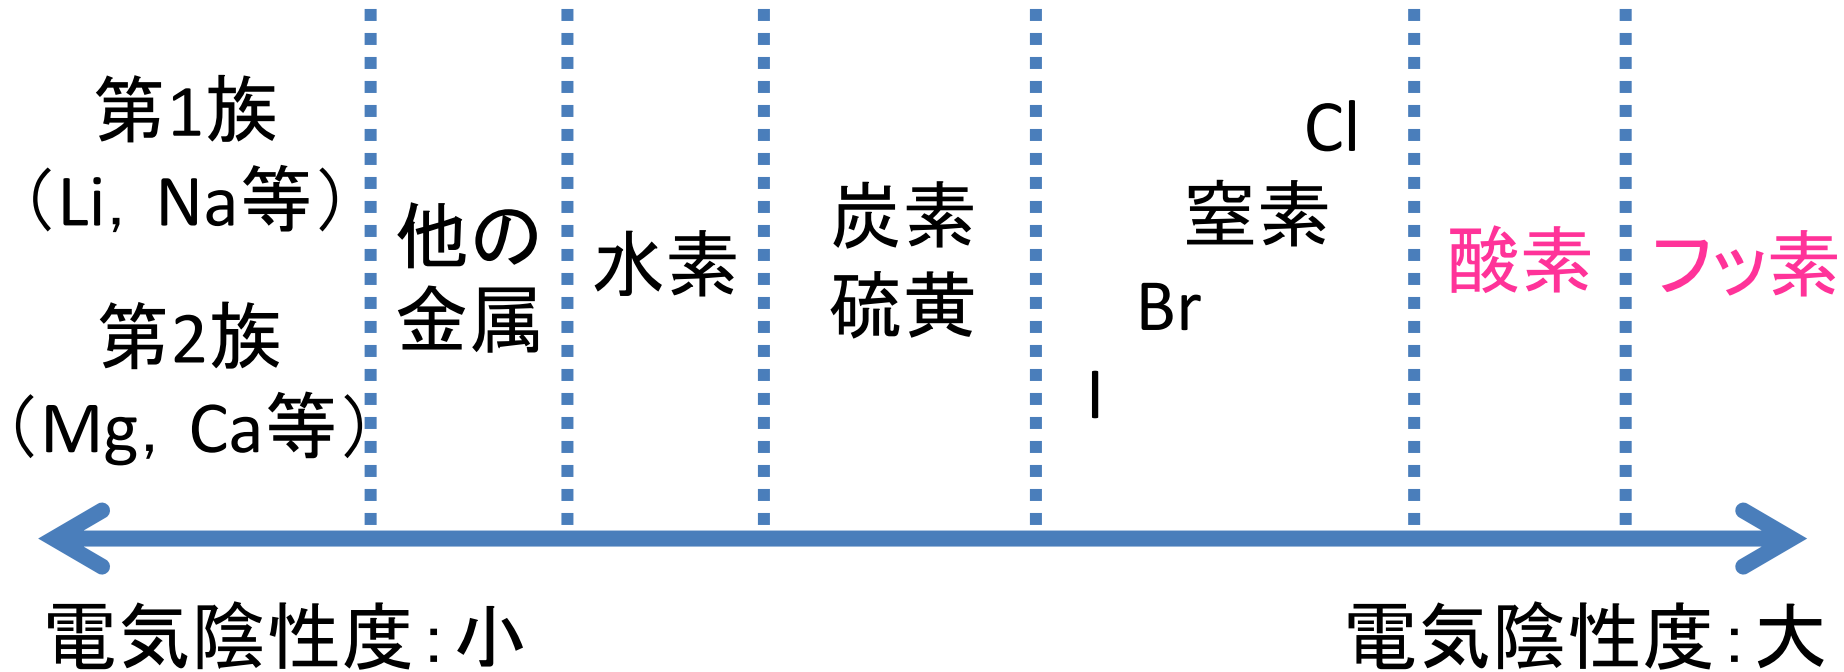 第1族
（Li, Na等）
第2族
（Mg, Ca等）
他の
金属
水素
炭素
硫黄
Cl
窒素
Br
I
酸素
フッ素
電気陰性度：小
電気陰性度：大